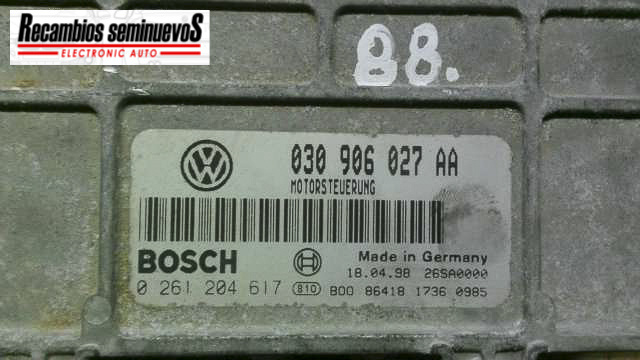 Recambios seminuevoS
ELECTRONIC AUTO
88.
030 906 027 AA
MOTORSTEUERUNG
BOSCH
Made in Germany
18.04.98 26SA0000
0 261 204 617 810 B00 86418 1736 0985